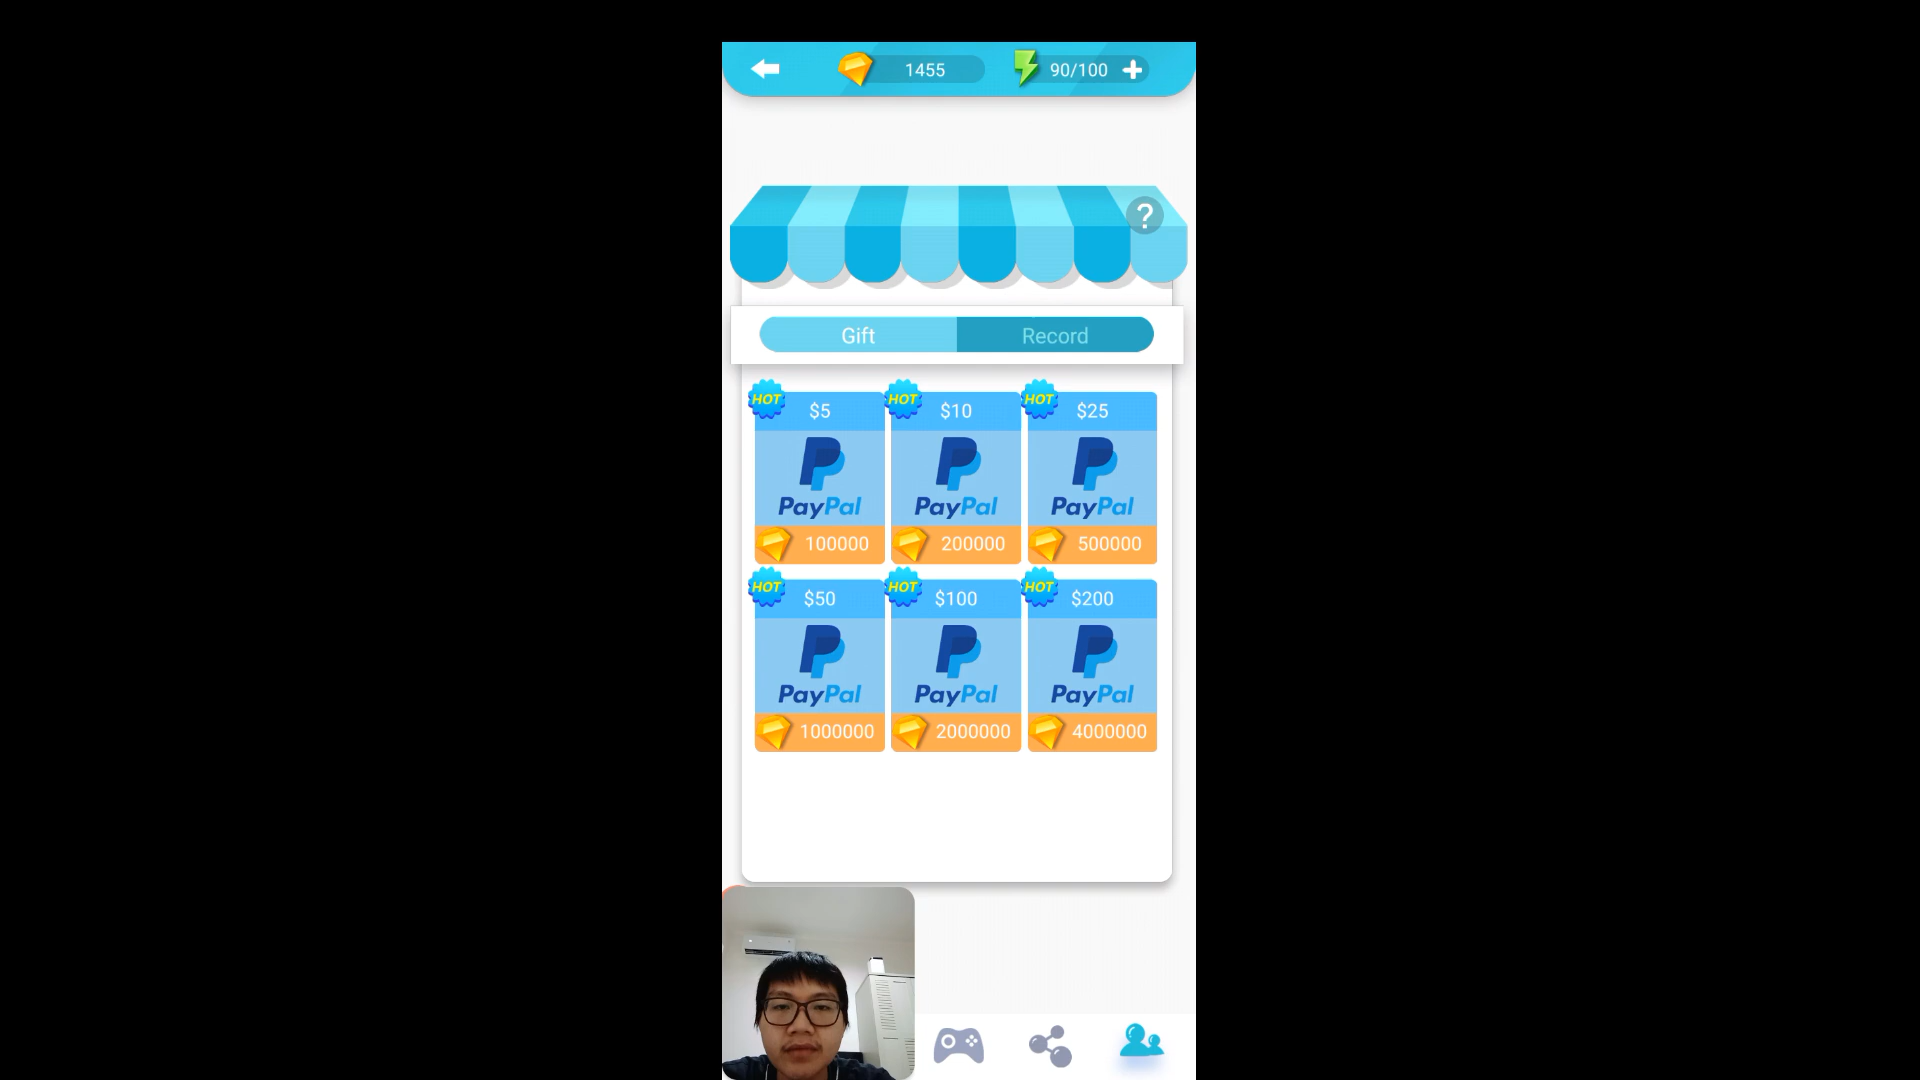 1455 90/100
?
Gift Record
HOT $5 HOT $10 HOT $25
PayPal PayPal PayPal
100000 200000 500000
HOT $50 HOT $100 HOT $200
PayPal PayPal PayPal
1000000 2000000 4000000